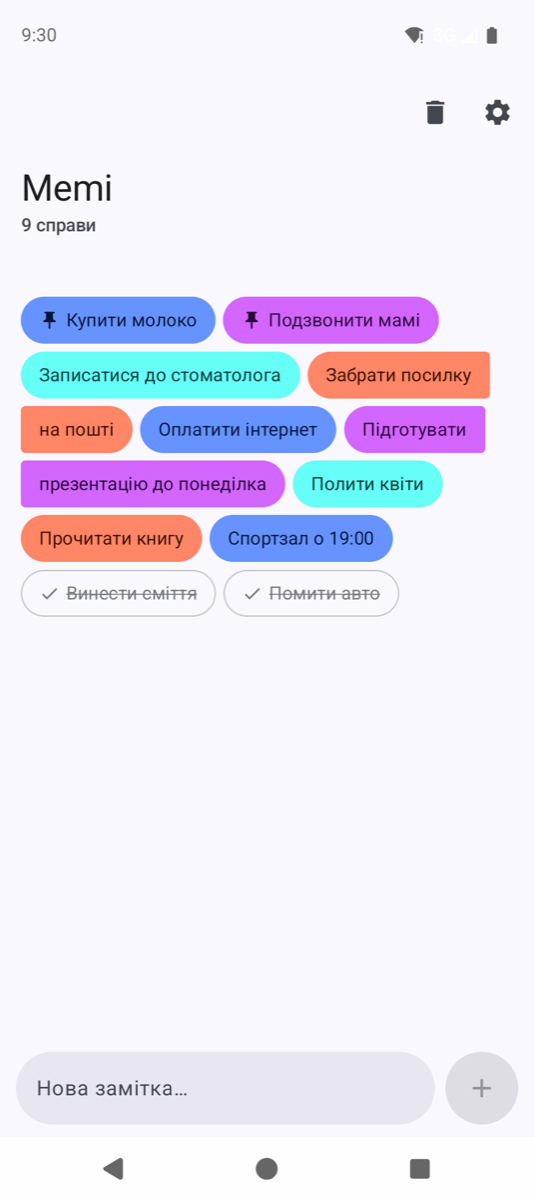 9:30
3G
Memi
9 справи
Купити молоко Подзвонити мамі
Записатися до стоматолога Забрати посилку
на пошті Оплатити інтернет Підготувати
презентацію до понеділка Полити квіти
Прочитати книгу Спортзал о 19:00
Винести сміття Помити авто
Нова замітка…